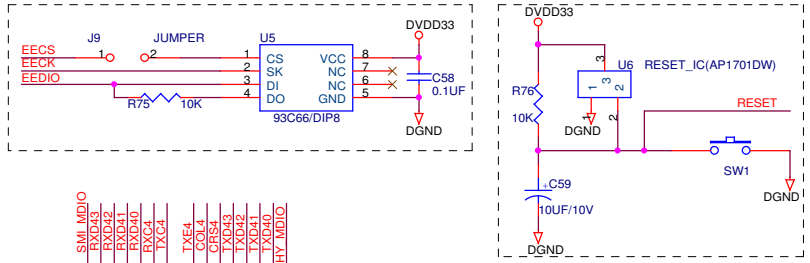 J9
JUMPER
U5
DVDD33
EECS
1
2
1
CS
VCC
8
EECK
2
SK
NC
7
EEDIO
3
DI
NC
6
4
DO
GND
5
C58
0.1UF
R75
10K
93C66/DIP8
DGND
DVDD33
3
U6
RESET_IC(AP1701DW)
R76
10K
1
3
2
1
2
DGND
RESET
SW1
DGND
+
C59
10UF/10V
DGND
SMI_MDIO
RXD43
RXD42
RXD41
RXD40
RXC4
TXC4
TXE4
COL4
CRS4
TXD43
TXD42
TXD41
TXD40
HY_MDIO